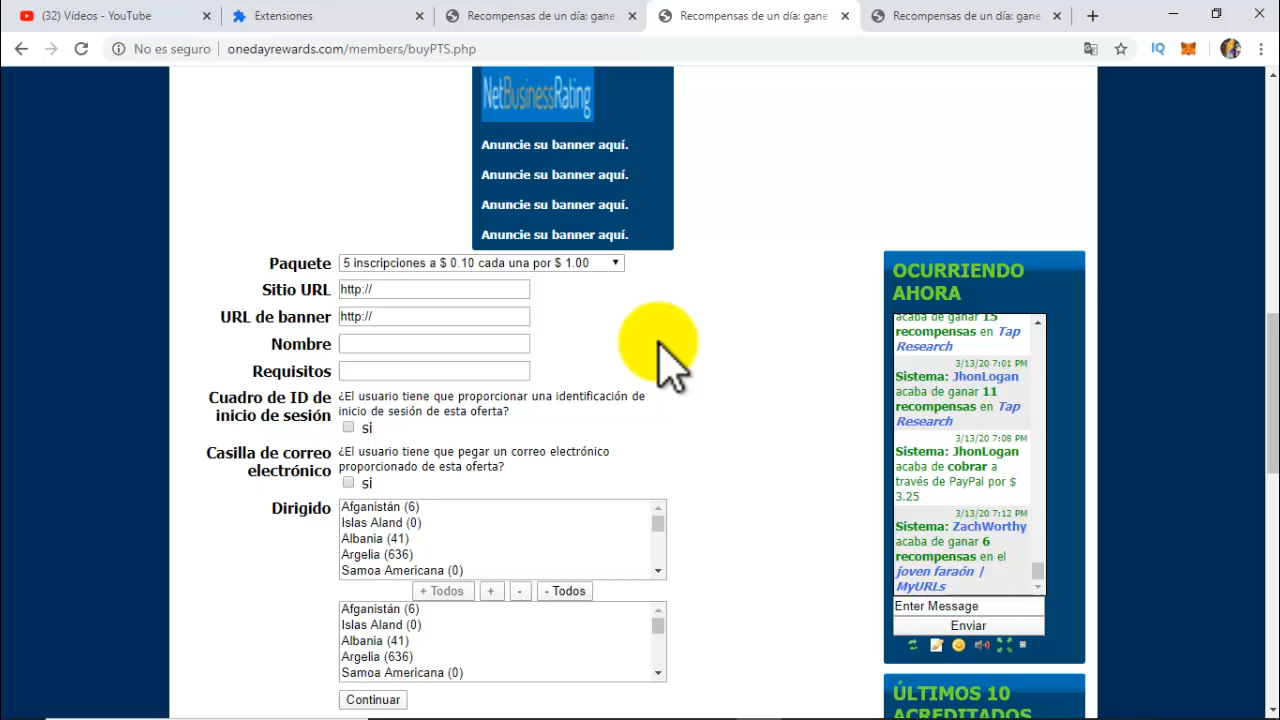 (32) Vídeos - YouTube
Extensiones
Recompensas de un día: gane
Recompensas de un día: gane
Recompensas de un día: gane
No es seguro
onedayrewards.com/members/buyPTS.php
NetBusinessRating
Anuncie su banner aquí.
Anuncie su banner aquí.
Anuncie su banner aquí.
Anuncie su banner aquí.
Paquete
5 inscripciones a $ 0.10 cada una por $ 1.00
Sitio URL
http://
URL de banner
http://
Nombre
Requisitos
Cuadro de ID de
inicio de sesión
¿El usuario tiene que proporcionar una identificación de
inicio de sesión de esta oferta?
si
Casilla de correo
electrónico
¿El usuario tiene que pegar un correo electrónico
proporcionado de esta oferta?
si
Dirigido
Afganistán (6)
Islas Aland (0)
Albania (41)
Argelia (636)
Samoa Americana (0)
+ Todos
+
-
- Todos
Afganistán (6)
Islas Aland (0)
Albania (41)
Argelia (636)
Samoa Americana (0)
Continuar
OCURRIENDO
AHORA
acaba de ganar 15
recompensas en Tap
Research
3/13/20 7:01 PM
Sistema: JhonLogan
acaba de ganar 11
recompensas en Tap
Research
3/13/20 7:08 PM
Sistema: JhonLogan
acaba de cobrar a
través de PayPal por $
3.25
3/13/20 7:12 PM
Sistema: ZachWorthy
acaba de ganar 6
recompensas en el
joven faraón |
MyURLs
Enter Message
Enviar
ÚLTIMOS 10
ACREDITADOS